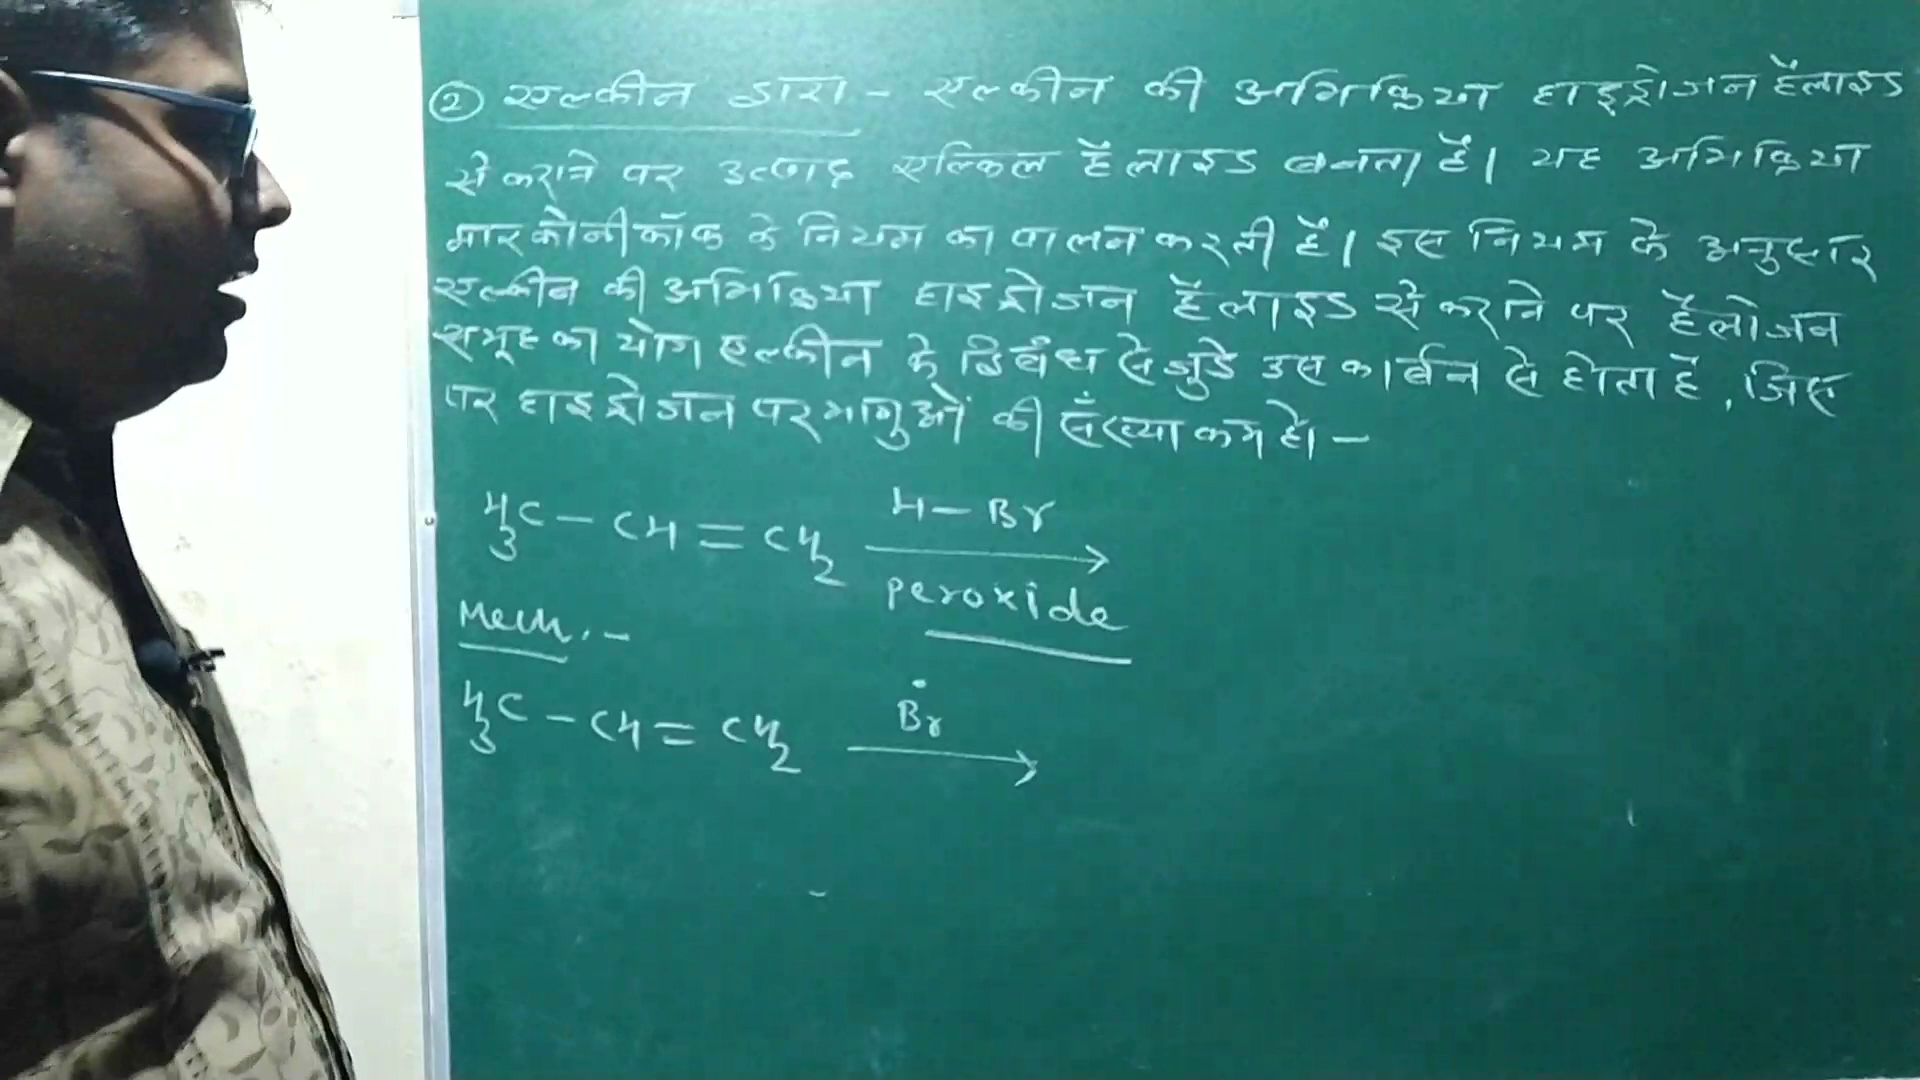 ② एल्कीन द्वारा - एल्कीन की अभिक्रिया हाइड्रोजन हैलाइड
से कराने पर उत्पाद एल्किल हैलाइड बनता है। यह अभिक्रिया
मारकोनीकॉफ के नियम का पालन करती है। इस नियम के अनुसार
एल्कीन की अभिक्रिया हाइड्रोजन हैलाइड से कराने पर हैलोजन
समूह का योग एल्कीन के द्विबंध से जुडे उस कार्बन से होता है, जिस
पर हाइड्रोजन परमाणुओं की संख्या कम हो -
H₃C - CH = CH₂ H - Br →
peroxide
Mech. :-
H₃C - CH = CH₂ Ḃr →